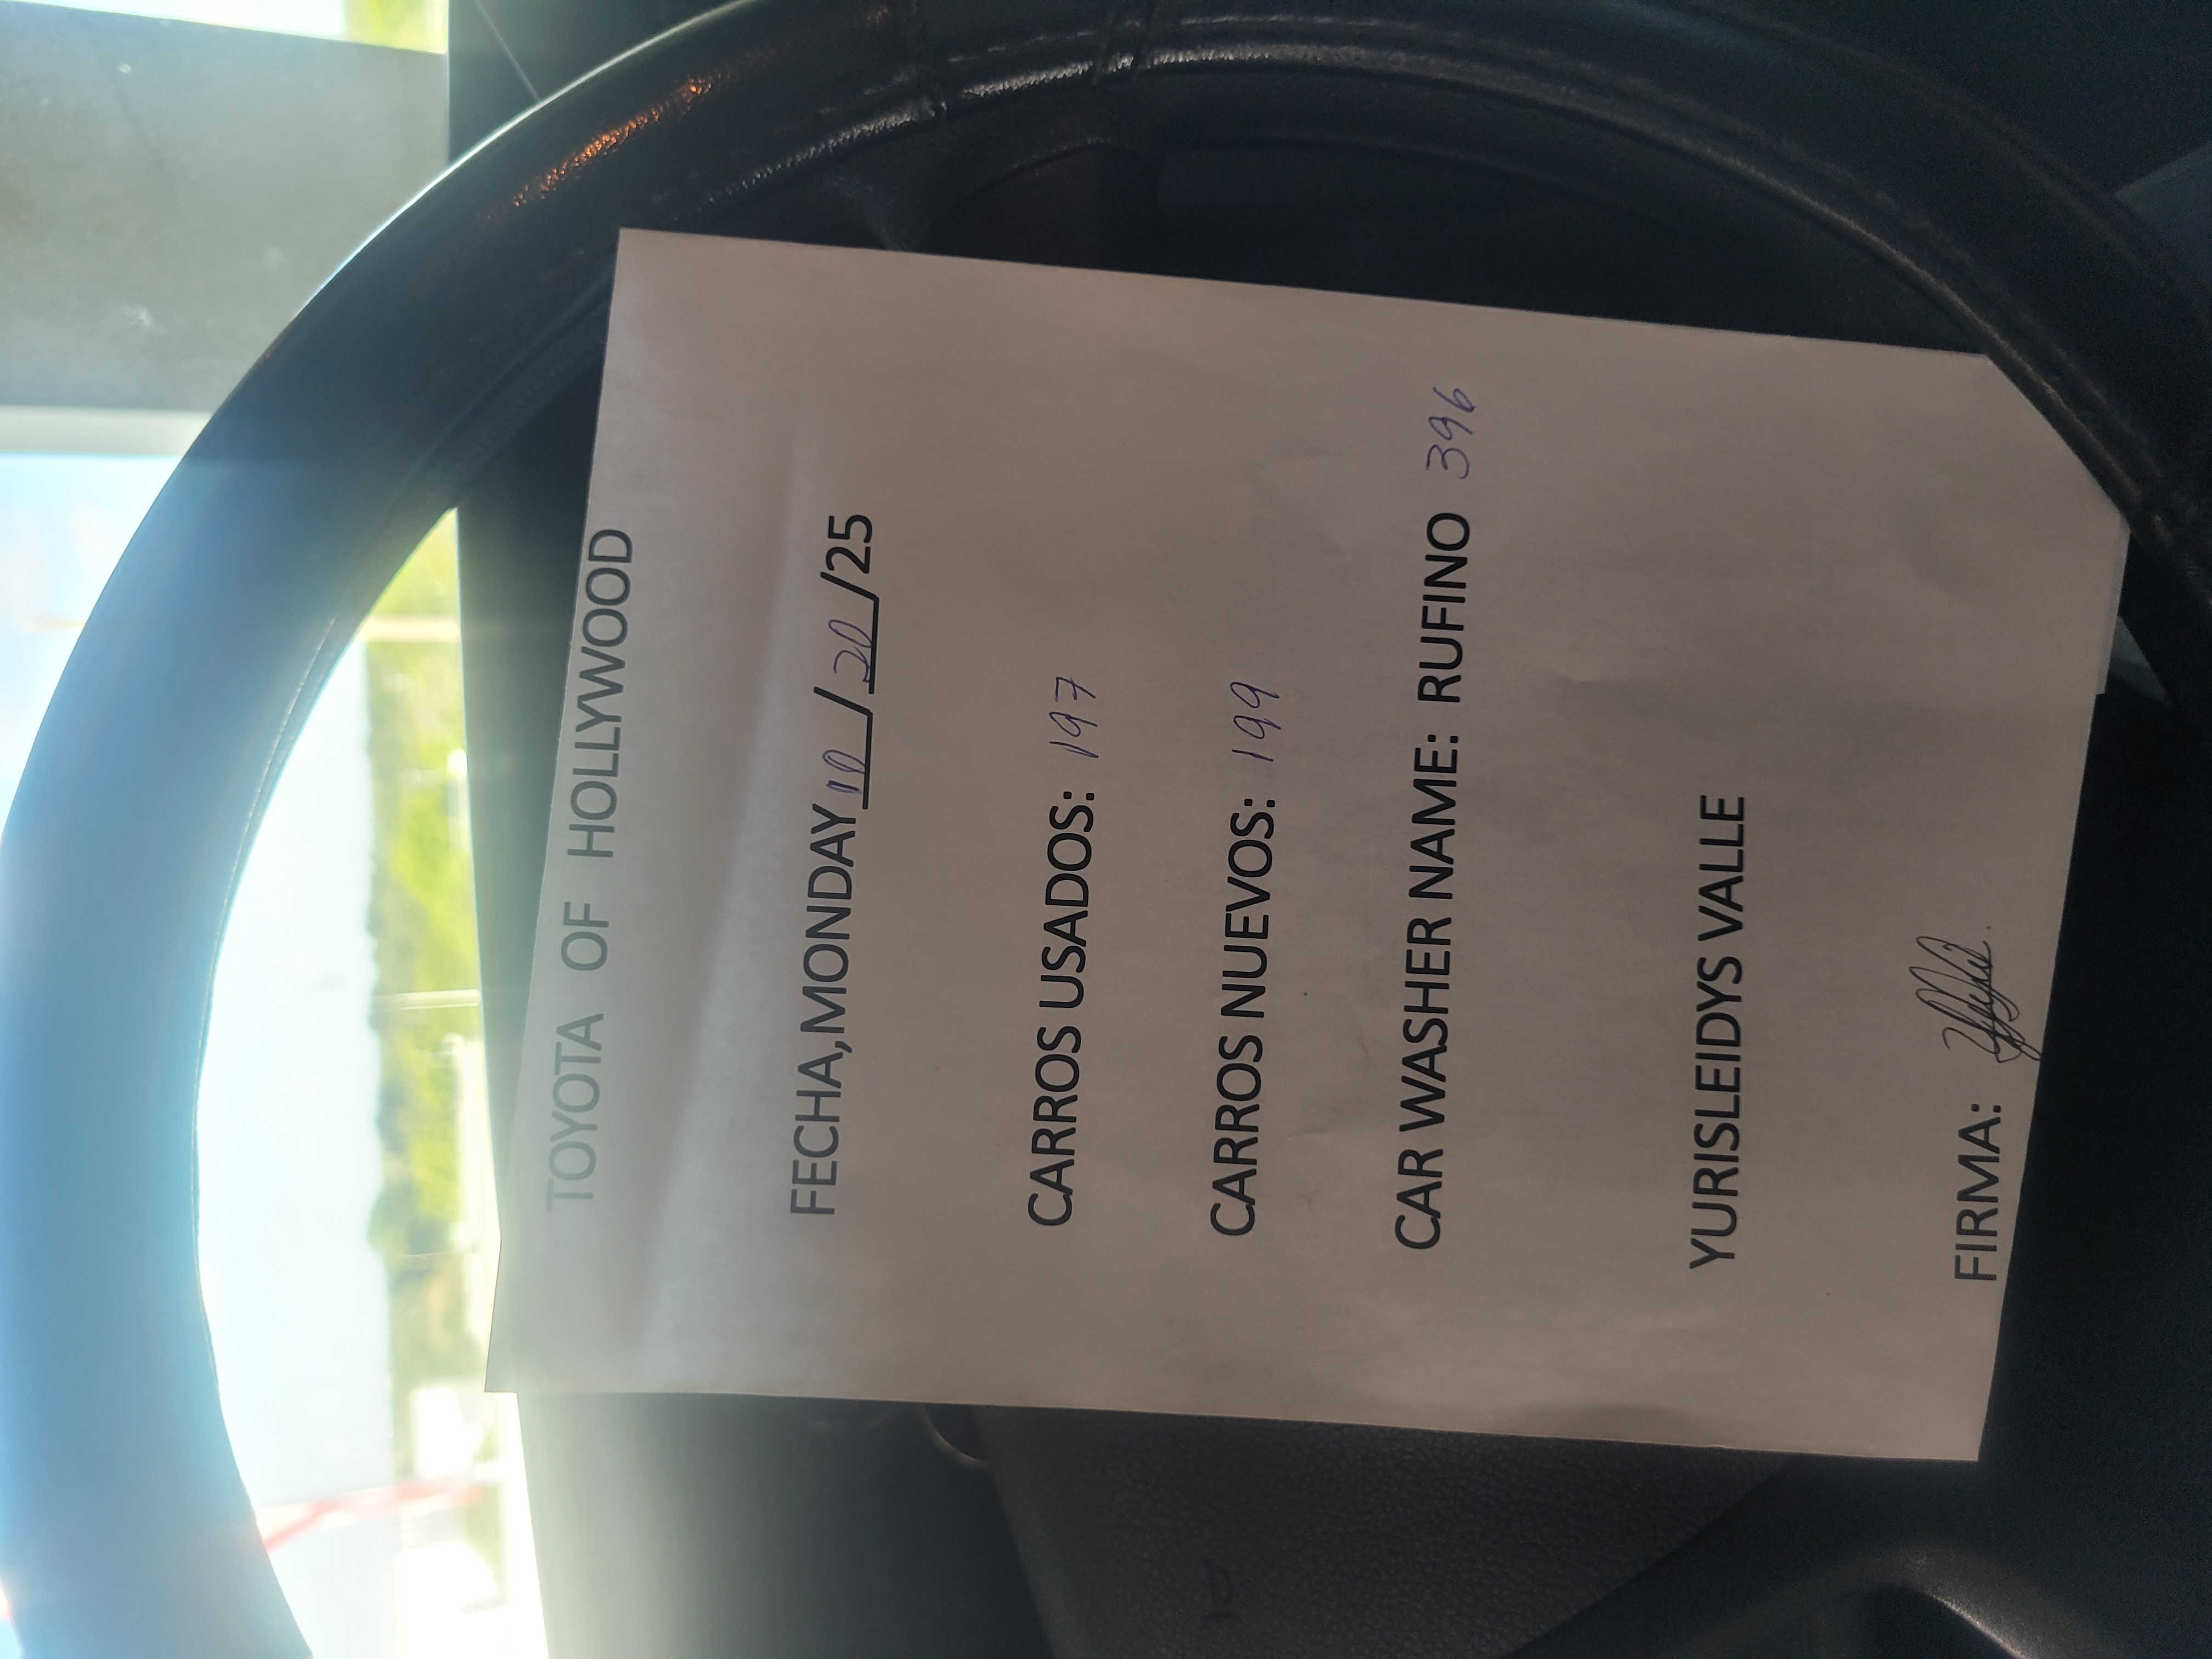 TOYOTA OF HOLLYWOOD
FECHA,MONDAY 10/20/25
CARROS USADOS: 197
CARROS NUEVOS: 199
CAR WASHER NAME: RUFINO 396
YURISLEIDYS VALLE
FIRMA: